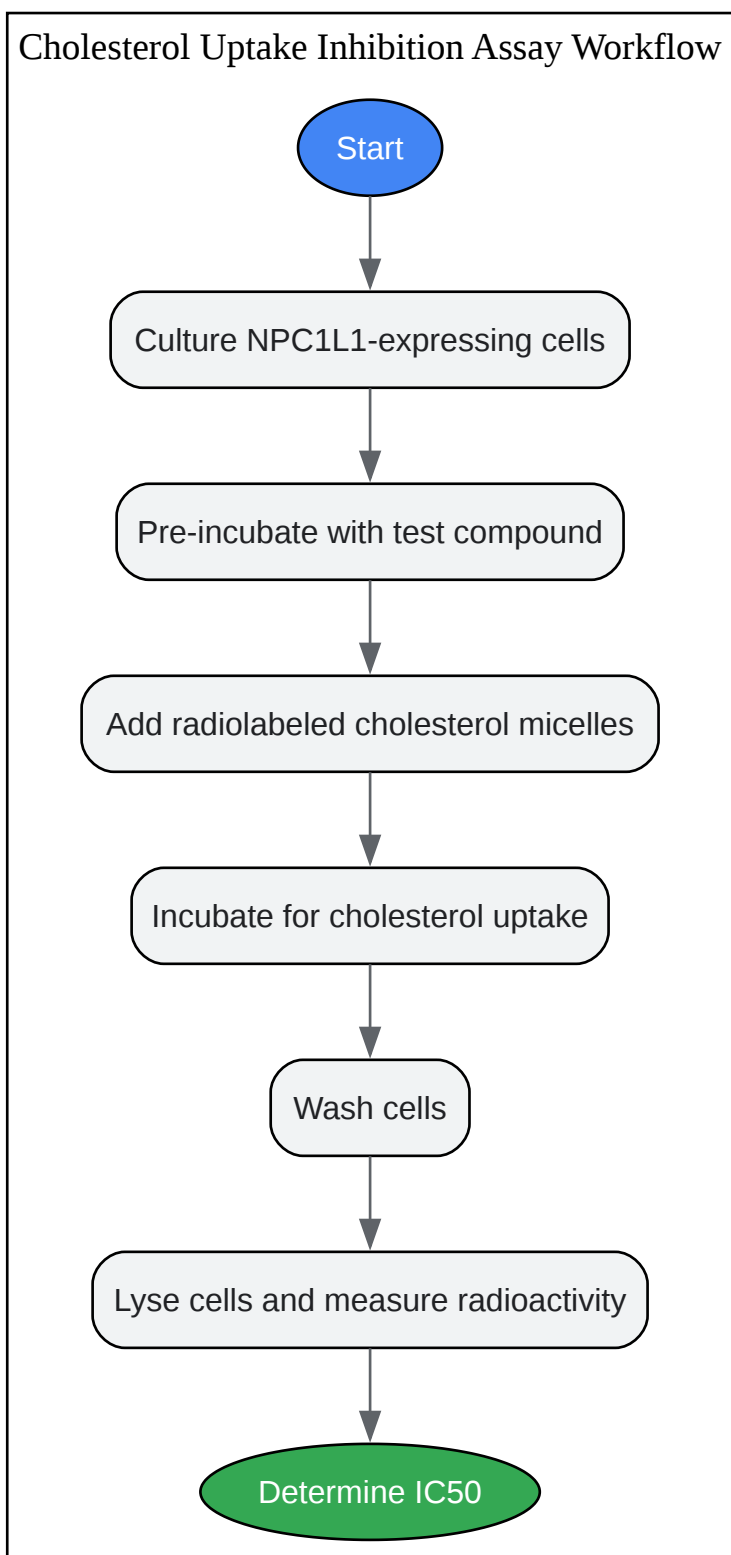 Cholesterol Uptake Inhibition Assay Workflow
Start
Culture NPC1L1-expressing cells
Pre-incubate with test compound
Add radiolabeled cholesterol micelles
Incubate for cholesterol uptake
Wash cells
Lyse cells and measure radioactivity
Determine IC50